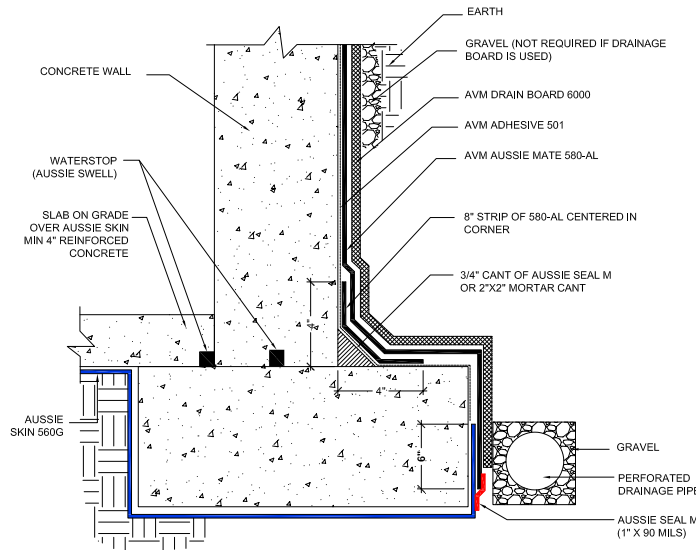 EARTH
GRAVEL (NOT REQUIRED IF DRAINAGE
BOARD IS USED)
CONCRETE WALL
AVM DRAIN BOARD 6000
AVM ADHESIVE 501
AVM AUSSIE MATE 580-AL
WATERSTOP
(AUSSIE SWELL)
SLAB ON GRADE
OVER AUSSIE SKIN
MIN 4" REINFORCED
CONCRETE
8" STRIP OF 580-AL CENTERED IN
CORNER
3/4" CANT OF AUSSIE SEAL M
OR 2"X2" MORTAR CANT
4"
4"
AUSSIE
SKIN 560G
6"
GRAVEL
PERFORATED
DRAINAGE PIPE
AUSSIE SEAL M
(1" X 90 MILS)